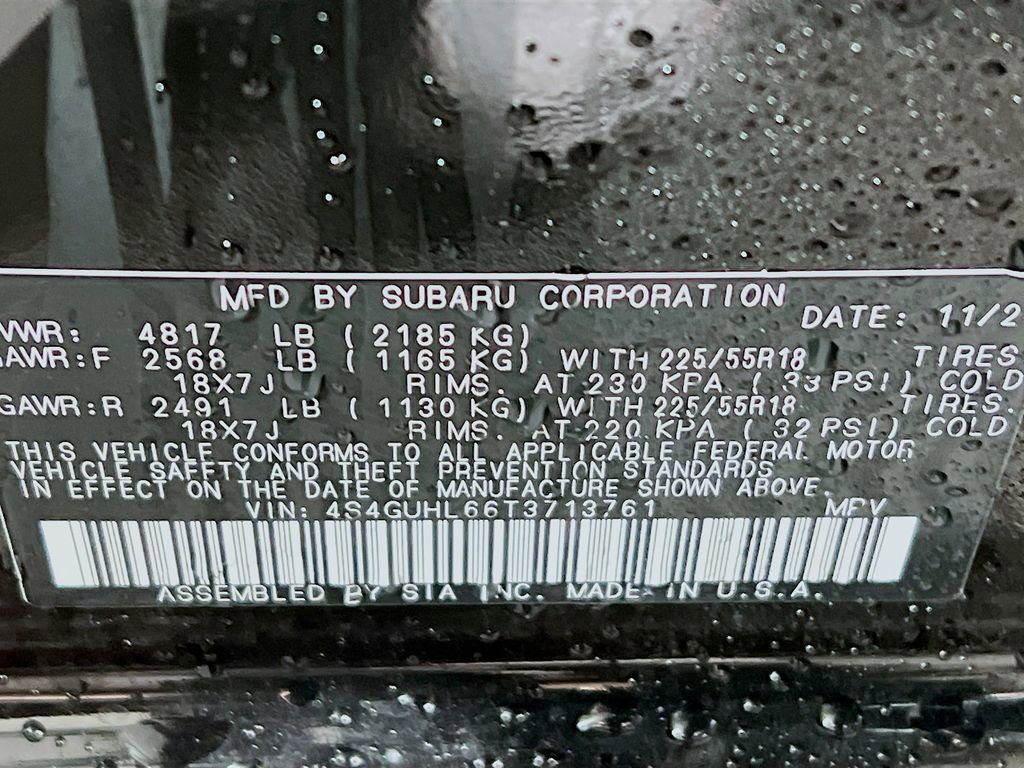 MFD BY SUBARU CORPORATION
DATE: 11/2
VWR: 4817 LB ( 2185 KG)
AWR:F 2568 LB ( 1165 KG) WITH 225/55R18 TIRES
18X7J RIMS. AT 230 KPA ( 33 PSI) COLD
GAWR:R 2491 LB ( 1130 KG) WITH 225/55R18 TIRES.
18X7J RIMS. AT 220 KPA ( 32 PSI) COLD
THIS VEHICLE CONFORMS TO ALL APPLICABLE FEDERAL MOTOR
VEHICLE SAFETY AND THEFT PREVENTION STANDARDS
IN EFFECT ON THE DATE OF MANUFACTURE SHOWN ABOVE.
VIN: 4S4GUHL66T3713761 MPV
ASSEMBLED BY SIA INC. MADE IN U.S.A.